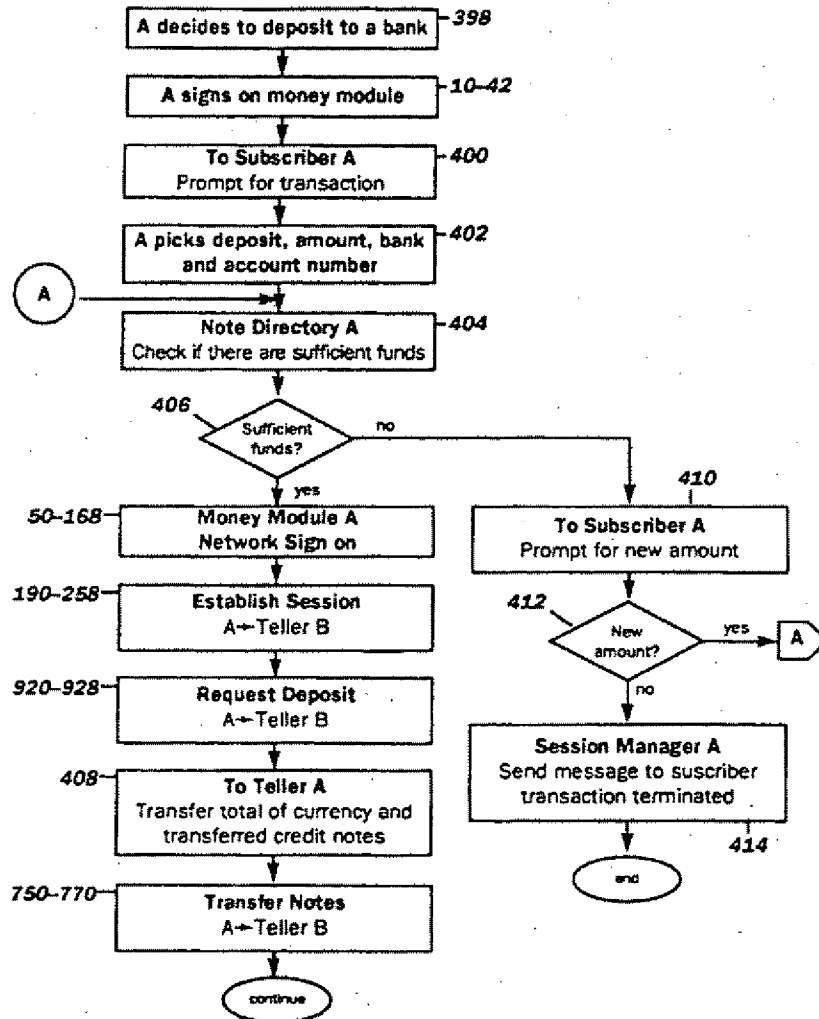 A decides to deposit to a bank
398
A signs on money module
10-42
To Subscriber A
Prompt for transaction
400
A picks deposit, amount, bank
and account number
402
A
Note Directory A
Check if there are sufficient funds
404
406
Sufficient
funds?
no
yes
50-168
Money Module A
Network Sign on
190-258
Establish Session
A→Teller B
920-928
Request Deposit
A→Teller B
408
To Teller A
Transfer total of currency and
transferred credit notes
750-770
Transfer Notes
A→Teller B
continue
410
To Subscriber A
Prompt for new amount
412
New
amount?
yes
A
no
Session Manager A
Send message to suscriber
transaction terminated
414
end